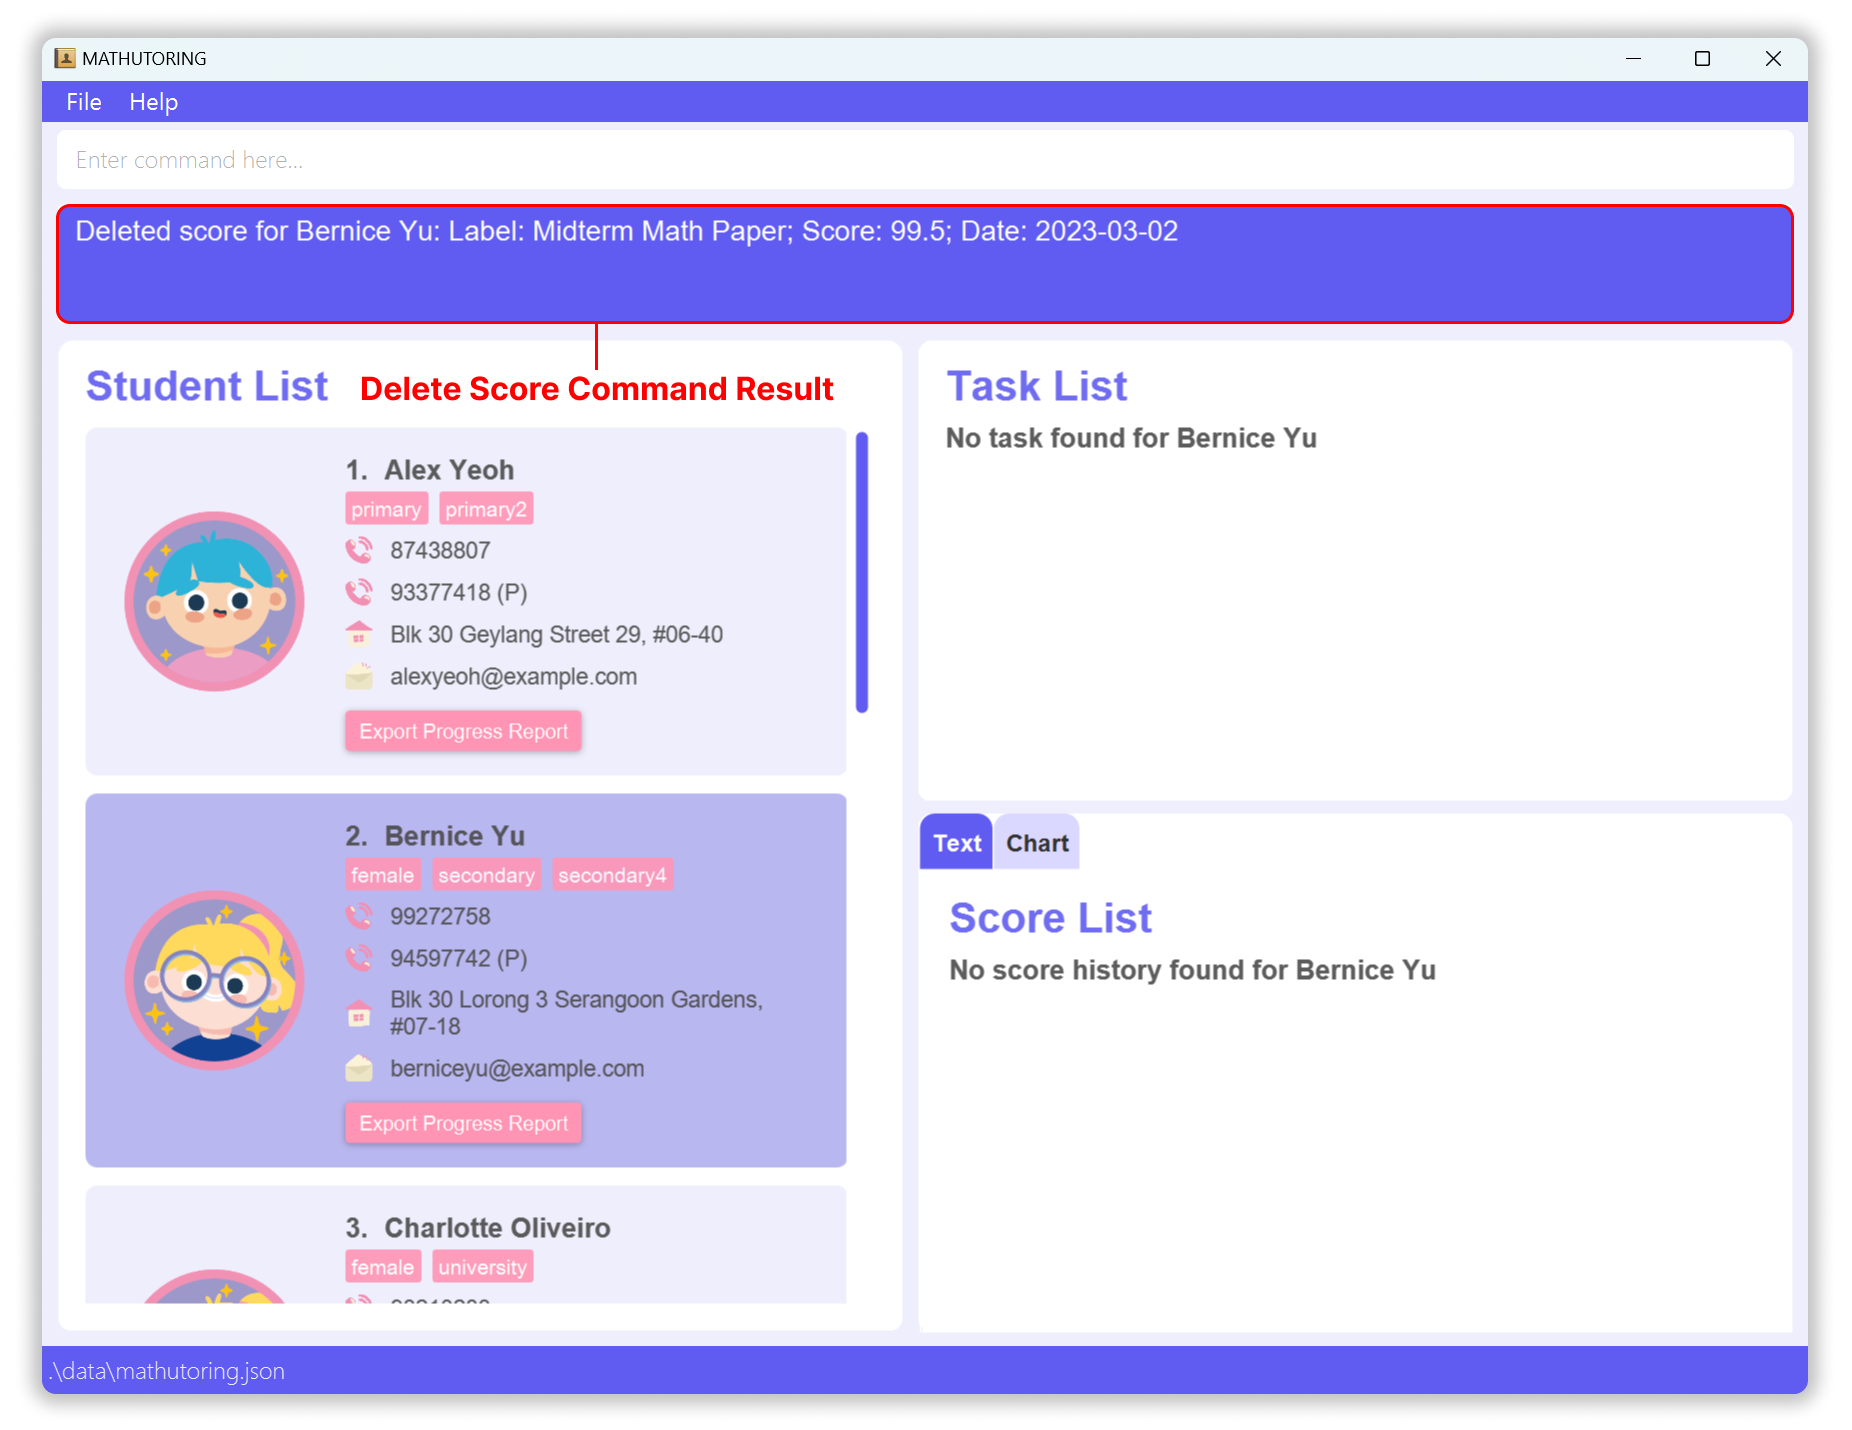 MATHUTORING
File Help
Enter command here...
Deleted score for Bernice Yu: Label: Midterm Math Paper; Score: 99.5; Date: 2023-03-02
Delete Score Command Result
Student List
1. Alex Yeoh
primary primary2
87438807
93377418 (P)
Blk 30 Geylang Street 29, #06-40
alexyeoh@example.com
Export Progress Report
2. Bernice Yu
female secondary secondary4
99272758
94597742 (P)
Blk 30 Lorong 3 Serangoon Gardens,
#07-18
berniceyu@example.com
Export Progress Report
3. Charlotte Oliveiro
female university
Task List
No task found for Bernice Yu
Text Chart
Score List
No score history found for Bernice Yu
.\data\mathutoring.json